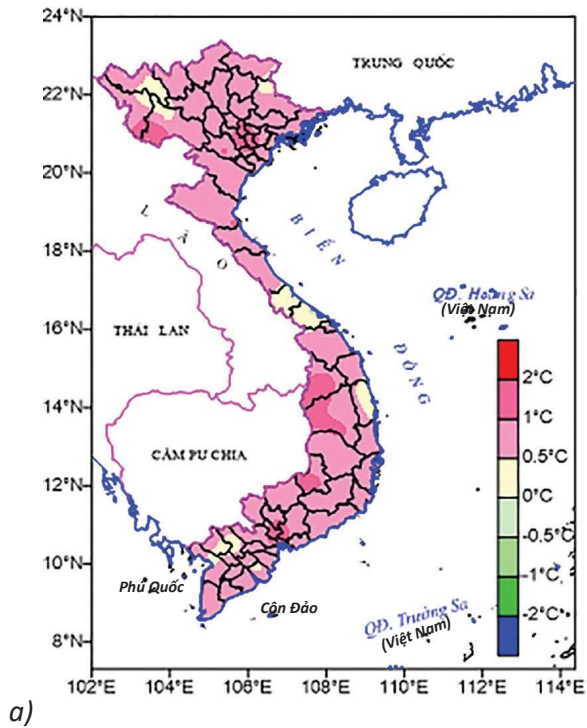 24°N
22°N
20°N
18°N
16°N
14°N
12°N
10°N
8°N
TRUNG QUỐC
LÀO
BIỂN
ĐÔNG
QĐ. Hoàng Sa
(Việt Nam)
THÁI LAN
CĂM PU CHIA
Phú Quốc
Côn Đảo
QĐ. Trường Sa
(Việt Nam)
2°C
1°C
0.5°C
0°C
-0.5°C
-1°C
-2°C
102°E 104°E 106°E 108°E 110°E 112°E 114°E
a)